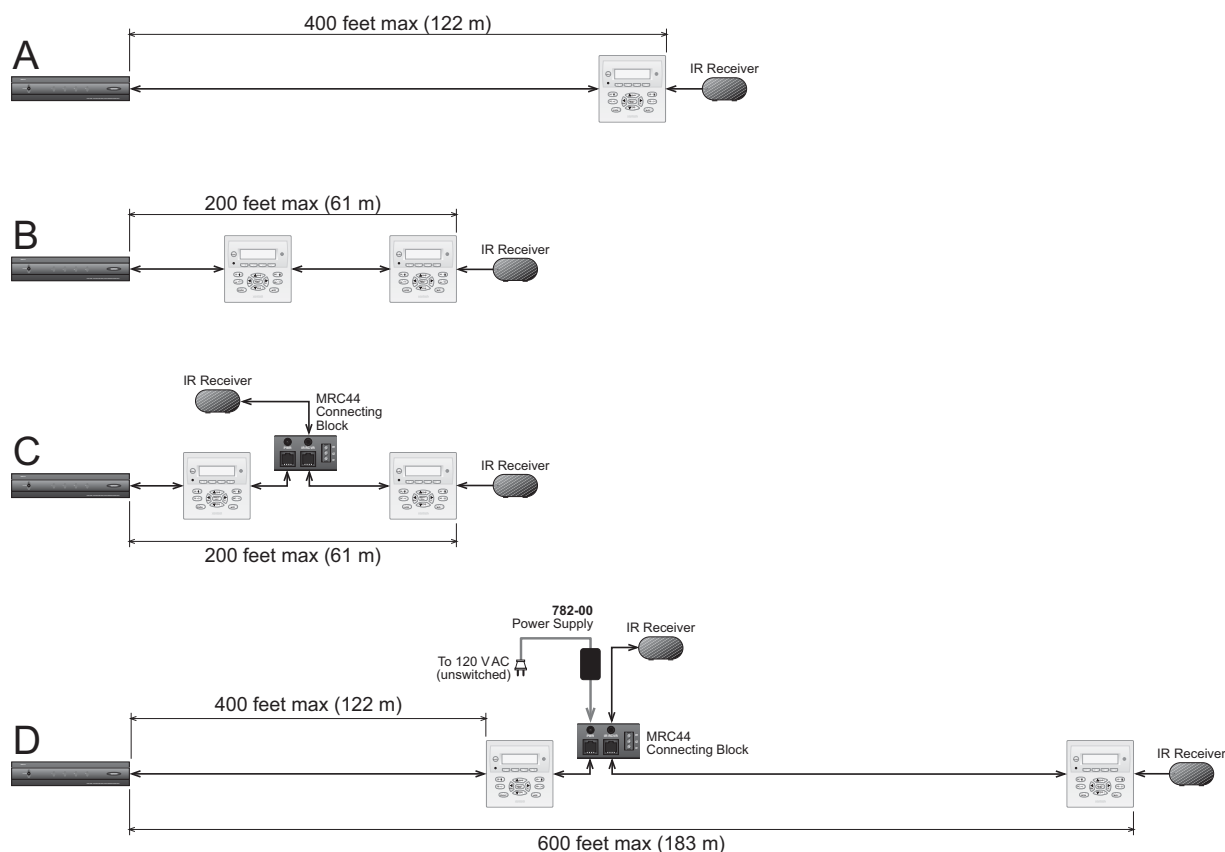 400 feet max (122 m)
A
IR Receiver
200 feet max (61 m)
B
IR Receiver
IR Receiver
MRC44
Connecting
Block
C
IR Receiver
200 feet max (61 m)
782-00
Power Supply
IR Receiver
To 120 VAC
(unswitched)
400 feet max (122 m)
D
MRC44
Connecting Block
IR Receiver
600 feet max (183 m)